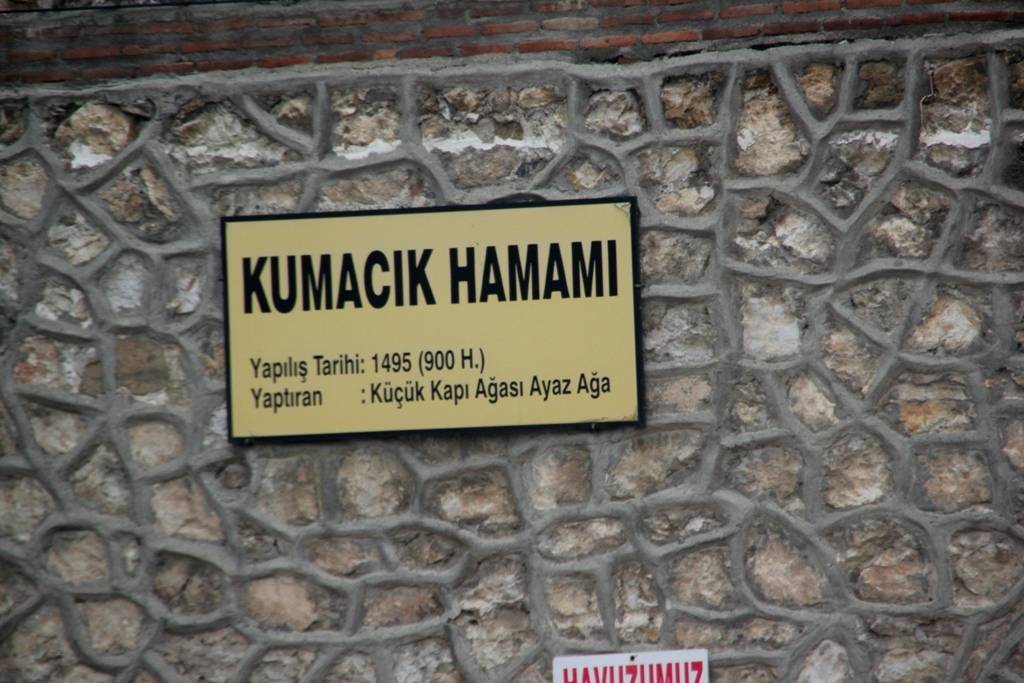 KUMACIK HAMAMI
Yapılış Tarihi: 1495 (900 H.)
Yaptıran : Küçük Kapı Ağası Ayaz Ağa
HAVUZUMUZ